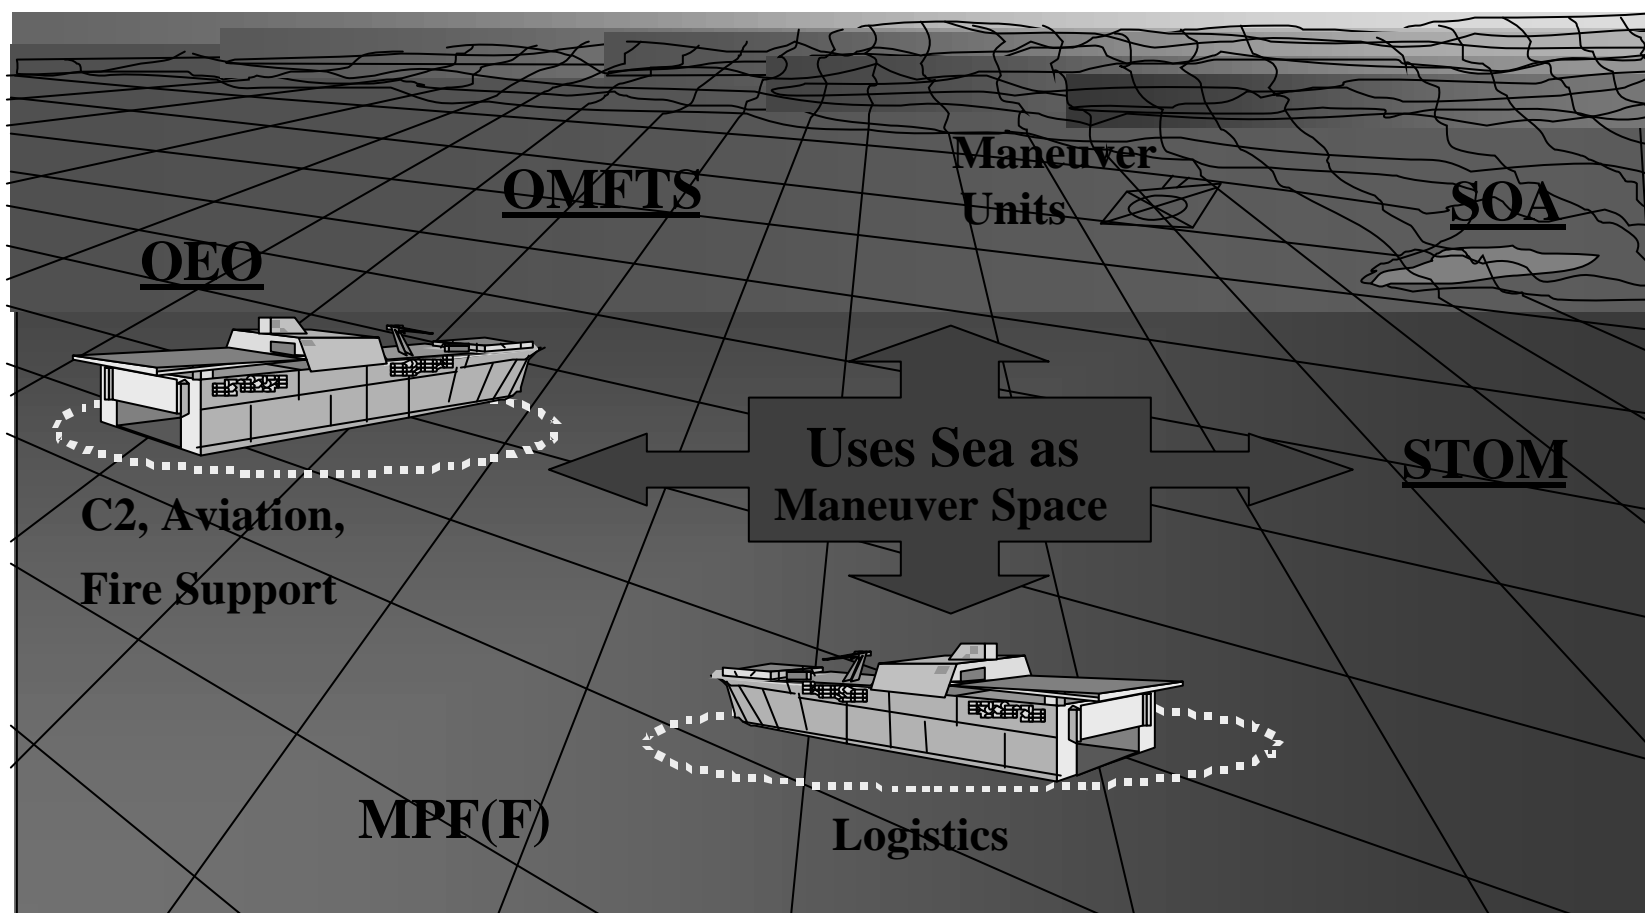 Maneuver
Units
OMFTS
SOA
OEO
Uses Sea as
Maneuver Space
STOM
C2, Aviation,
Fire Support
MPF(F)
Logistics